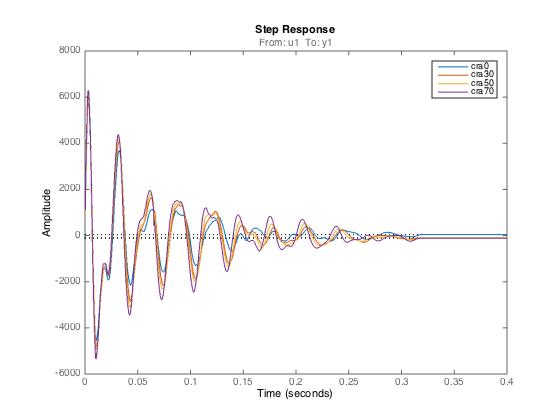 Step Response
From: u1 To: y1
8000
6000
4000
2000
0
-2000
-4000
-6000
Amplitude
cra0
cra30
cra50
cra70
0 0.05 0.1 0.15 0.2 0.25 0.3 0.35 0.4
Time (seconds)